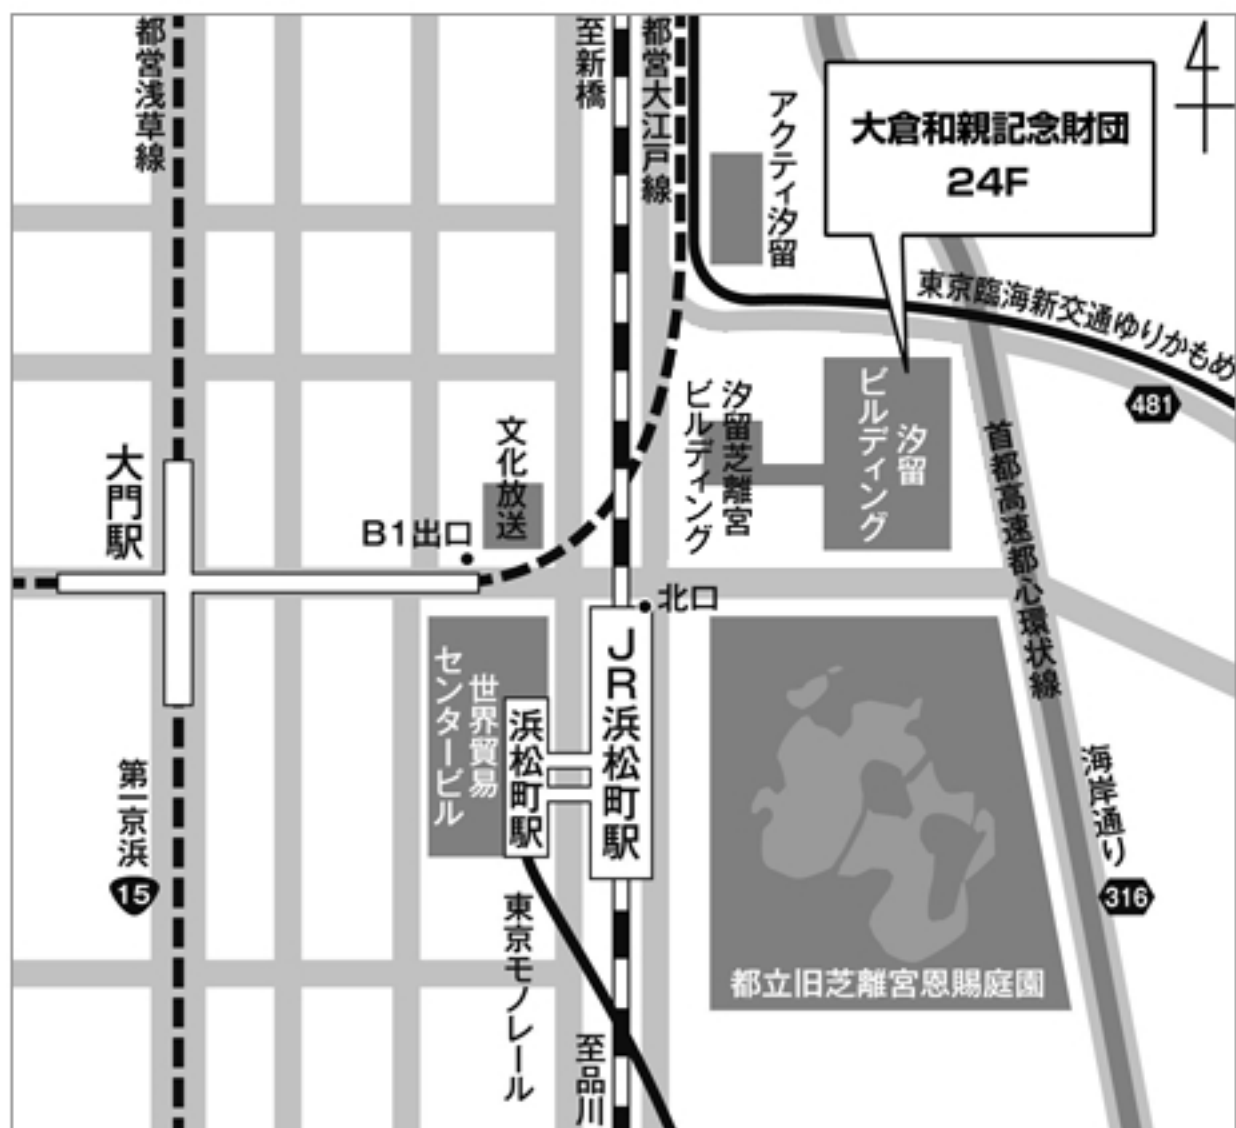 都営浅草線
至新橋
都営大江戸線
アクティ汐留
大倉和親記念財団
24F
東京臨海新交通ゆりかもめ
481
汐留
ビルディング
汐留芝離宮
ビルディング
首都高速都心環状線
文化放送
大門駅
B1出口
北口
JR浜松町駅
世界貿易
センタービル
浜松町駅
第一京浜
15
海岸通り
316
東京モノレール
都立旧芝離宮恩賜庭園
至品川